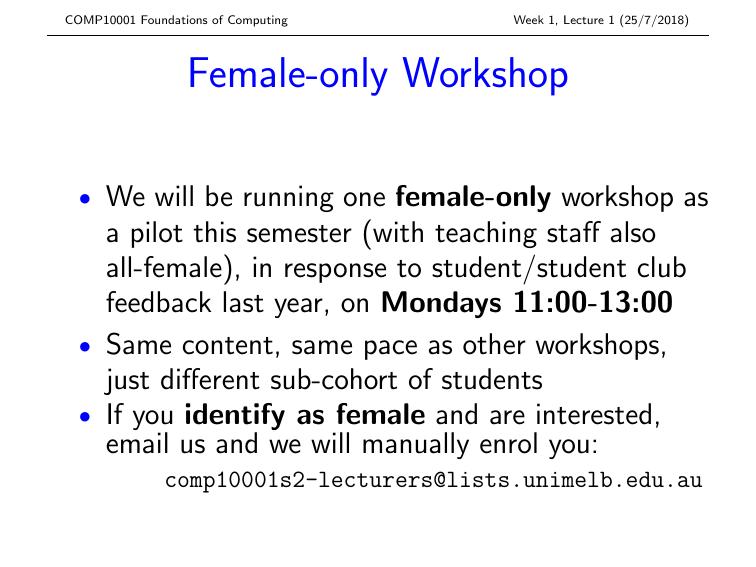 COMP10001 Foundations of Computing Week 1, Lecture 1 (25/7/2018)
Female-only Workshop
• We will be running one female-only workshop as
a pilot this semester (with teaching staff also
all-female), in response to student/student club
feedback last year, on Mondays 11:00-13:00
• Same content, same pace as other workshops,
just different sub-cohort of students
• If you identify as female and are interested,
email us and we will manually enrol you:
comp10001s2-lecturers@lists.unimelb.edu.au